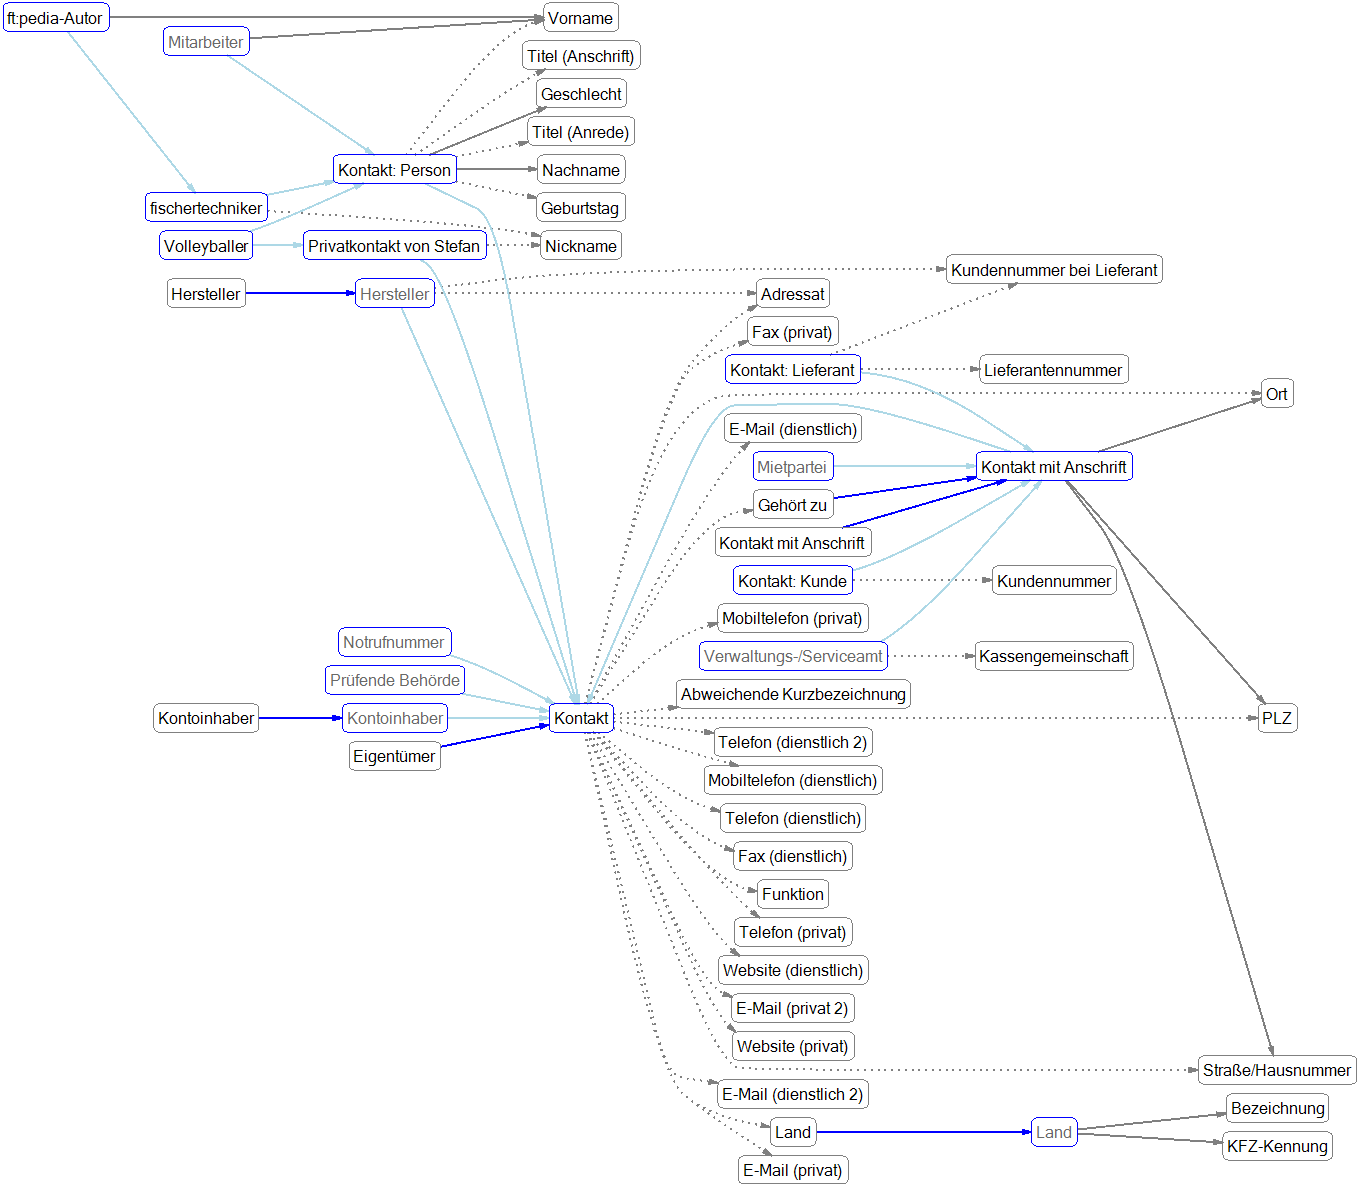 ft:pedia-Autor
Vorname
Mitarbeiter
Titel (Anschrift)
Geschlecht
Titel (Anrede)
Kontakt: Person
Nachname
fischertechniker
Geburtstag
Volleyballer
Privatkontakt von Stefan
Nickname
Kundennummer bei Lieferant
Hersteller
Hersteller
Adressat
Fax (privat)
Kontakt: Lieferant
Lieferantennummer
Ort
E-Mail (dienstlich)
Mietpartei
Kontakt mit Anschrift
Gehört zu
Kontakt mit Anschrift
Kontakt: Kunde
Kundennummer
Mobiltelefon (privat)
Notrufnummer
Verwaltungs-/Serviceamt
Kassengemeinschaft
Prüfende Behörde
Abweichende Kurzbezeichnung
Kontoinhaber
Kontoinhaber
Kontakt
PLZ
Eigentümer
Telefon (dienstlich 2)
Mobiltelefon (dienstlich)
Telefon (dienstlich)
Fax (dienstlich)
Funktion
Telefon (privat)
Website (dienstlich)
E-Mail (privat 2)
Website (privat)
Straße/Hausnummer
E-Mail (dienstlich 2)
Bezeichnung
Land
Land
KFZ-Kennung
E-Mail (privat)